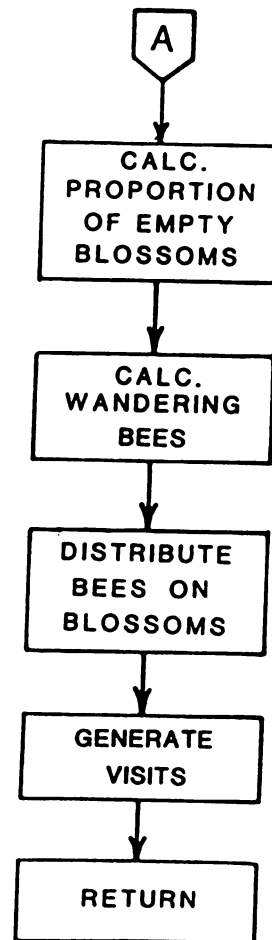 A
CALC.
PROPORTION
OF EMPTY
BLOSSOMS
CALC.
WANDERING
BEES
DISTRIBUTE
BEES ON
BLOSSOMS
GENERATE
VISITS
RETURN